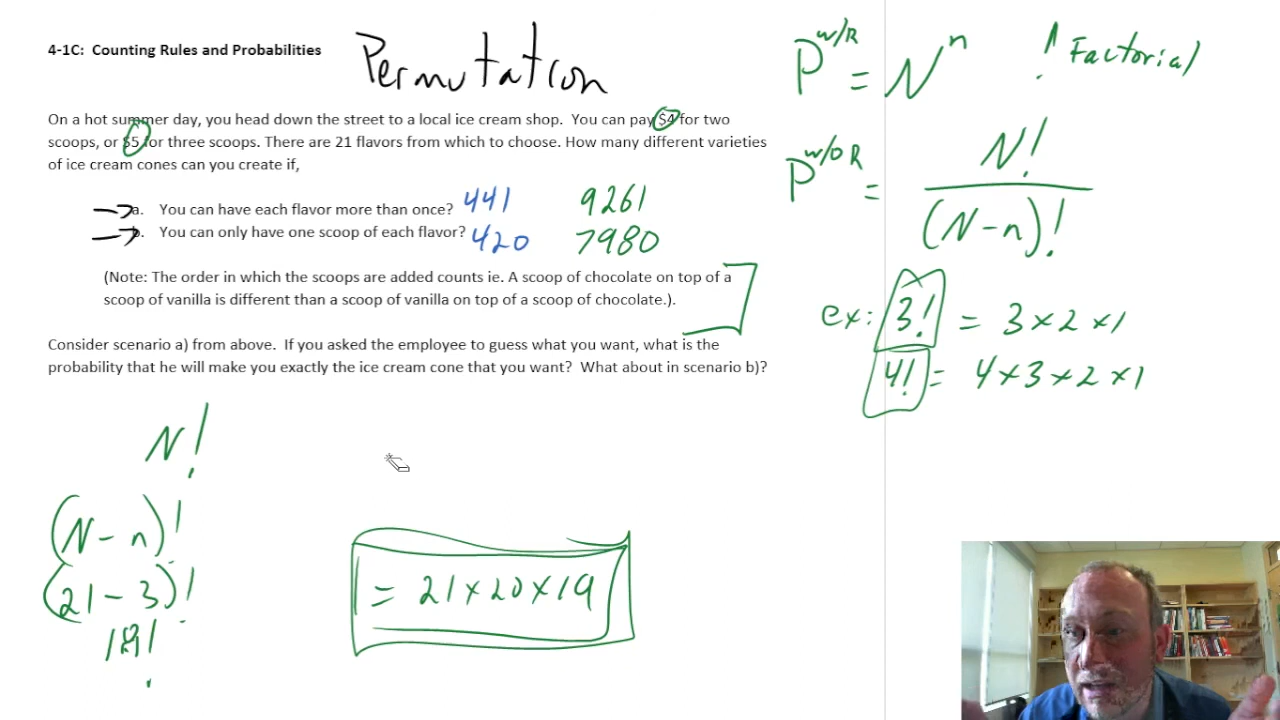 4-1C: Counting Rules and Probabilities
Permutation
On a hot summer day, you head down the street to a local ice cream shop. You can pay $4 for two
scoops, or $5 for three scoops. There are 21 flavors from which to choose. How many different varieties
of ice cream cones can you create if,
a. You can have each flavor more than once? 441 9261
b. You can only have one scoop of each flavor? 420 7980
(Note: The order in which the scoops are added counts ie. A scoop of chocolate on top of a
scoop of vanilla is different than a scoop of vanilla on top of a scoop of chocolate.).
Consider scenario a) from above. If you asked the employee to guess what you want, what is the
probability that he will make you exactly the ice cream cone that you want? What about in scenario b)?
N!
(N-n)!
(21-3)!
18!
= 21×20×19
P^w/R = N^n
! Factorial
P^w/o R = N!
(N-n)!
ex: 3! = 3×2×1
4! = 4×3×2×1